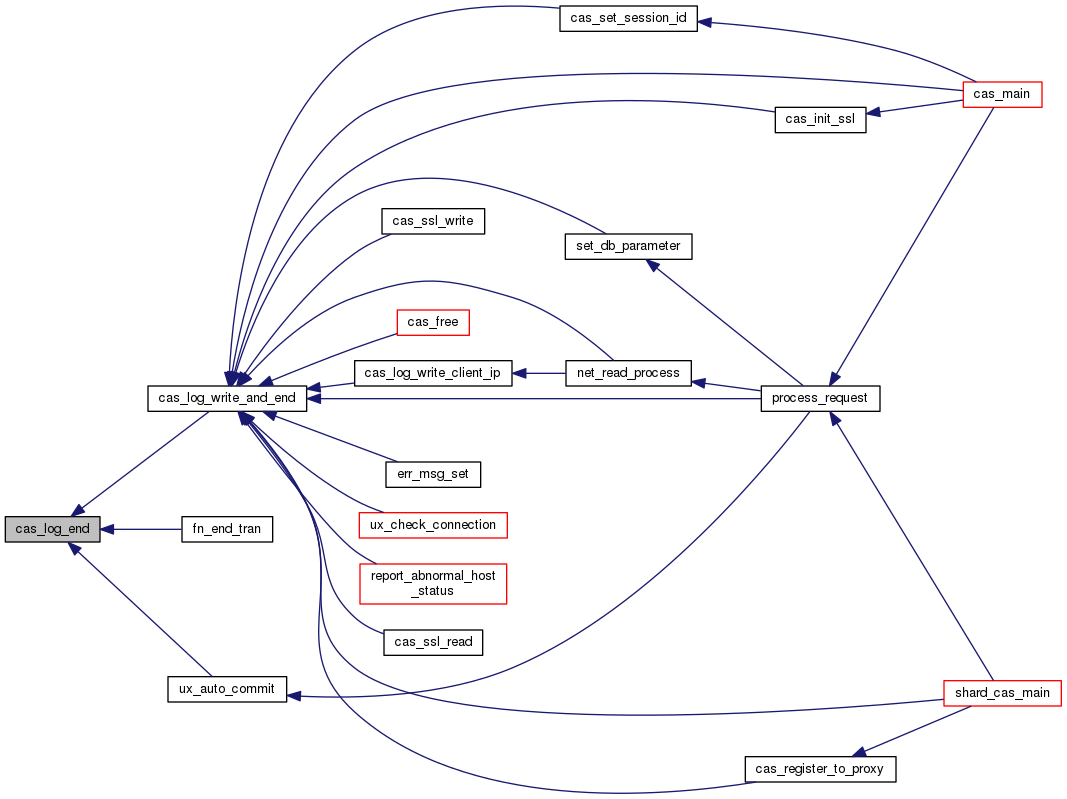 cas_set_session_id
cas_main
cas_init_ssl
cas_ssl_write
set_db_parameter
cas_free
cas_log_write_client_ip
net_read_process
cas_log_write_and_end
process_request
err_msg_set
cas_log_end
fn_end_tran
ux_check_connection
report_abnormal_host
_status
cas_ssl_read
ux_auto_commit
shard_cas_main
cas_register_to_proxy